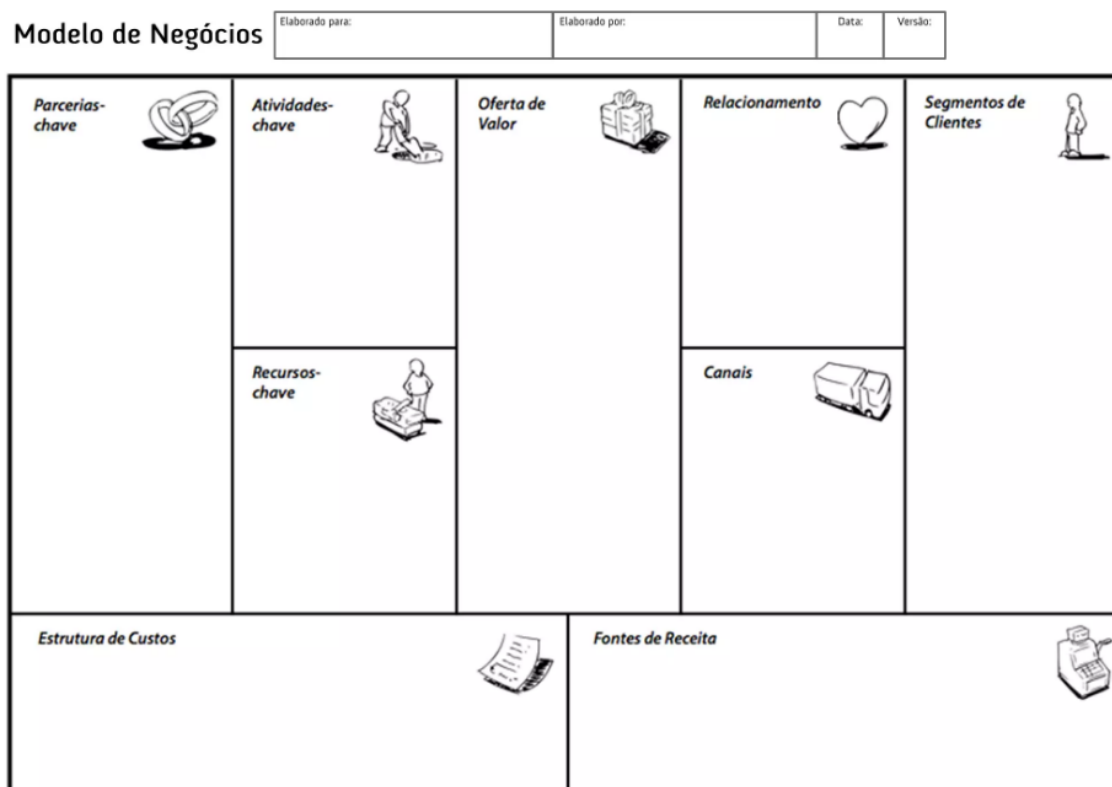 Modelo de Negócios
Elaborado para:
Elaborado por:
Data:
Versão:
Parcerias-
chave
Atividades-
chave
Oferta de
Valor
Relacionamento
Segmentos de
Clientes
Recursos-
chave
Canais
Estrutura de Custos
Fontes de Receita